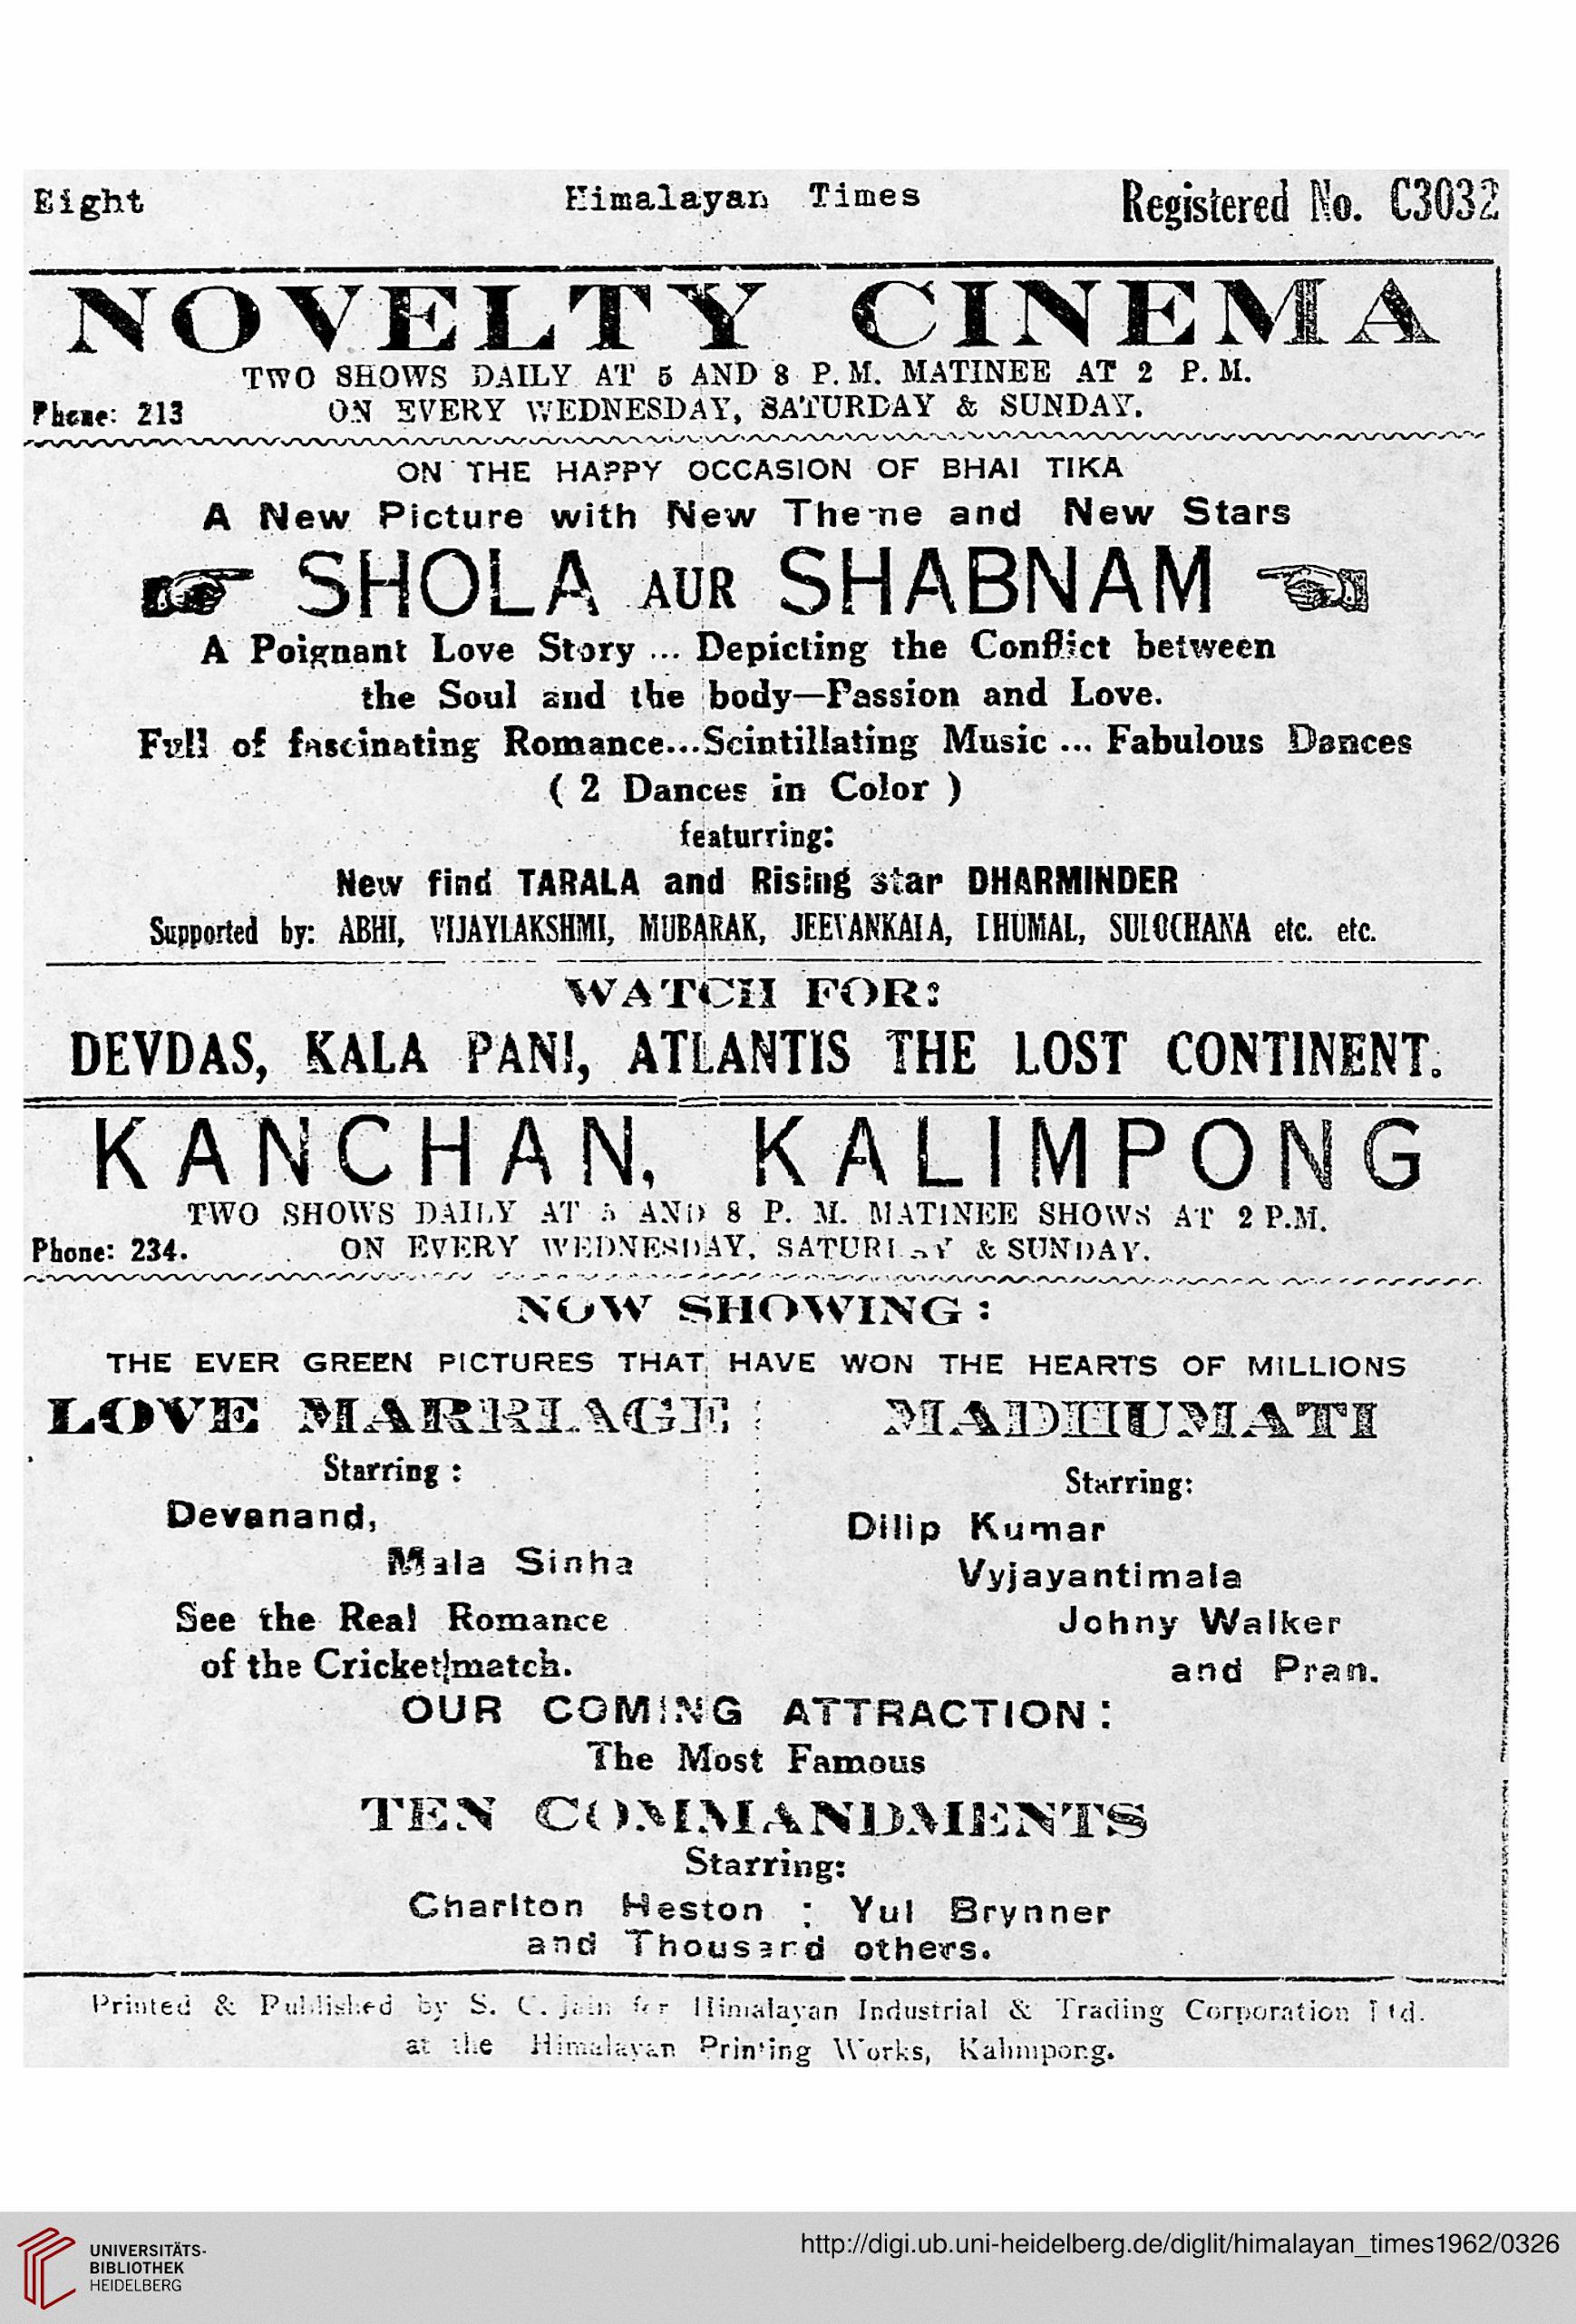 Eight Himalayan Times Registered No. C3032
NOVELTY CINEMA
TWO SHOWS DAILY AT 5 AND 8 P. M. MATINEE AT 2 P. M.
Phone: 213 ON EVERY WEDNESDAY, SATURDAY & SUNDAY.
ON THE HAPPY OCCASION OF BHAI TIKA
A New Picture with New Theme and New Stars
SHOLA AUR SHABNAM
A Poignant Love Story ... Depicting the Conflict between
the Soul and the body—Passion and Love.
Full of fascinating Romance...Scintillating Music ... Fabulous Dances
( 2 Dances in Color )
featurring:
New find TARALA and Rising star DHARMINDER
Supported by: ABHI, VIJAYLAKSHMI, MUBARAK, JEEVANKALA, DHUMAL, SULOCHANA etc. etc.
WATCH FOR:
DEVDAS, KALA PANI, ATLANTIS THE LOST CONTINENT.
KANCHAN, KALIMPONG
TWO SHOWS DAILY AT 5 AND 8 P. M. MATINEE SHOWS AT 2 P.M.
Phone: 234. ON EVERY WEDNESDAY, SATURDAY & SUNDAY.
NOW SHOWING :
THE EVER GREEN PICTURES THAT HAVE WON THE HEARTS OF MILLIONS
LOVE MARRIAGE
Starring :
Devanand,
Mala Sinha
See the Real Romance
of the Cricket match.
MADHUMATI
Starring:
Dilip Kumar
Vyjayantimala
Johny Walker
and Pran.
OUR COMING ATTRACTION :
The Most Famous
TEN COMMANDMENTS
Starring:
Charlton Heston : Yul Brynner
and Thousand others.
Printed & Published by S. C. Jain for Himalayan Industrial & Trading Corporation Ltd.
at the Himalayan Printing Works, Kalimpong.
UNIVERSITÄTS-
BIBLIOTHEK
HEIDELBERG
http://digi.ub.uni-heidelberg.de/diglit/himalayan_times1962/0326